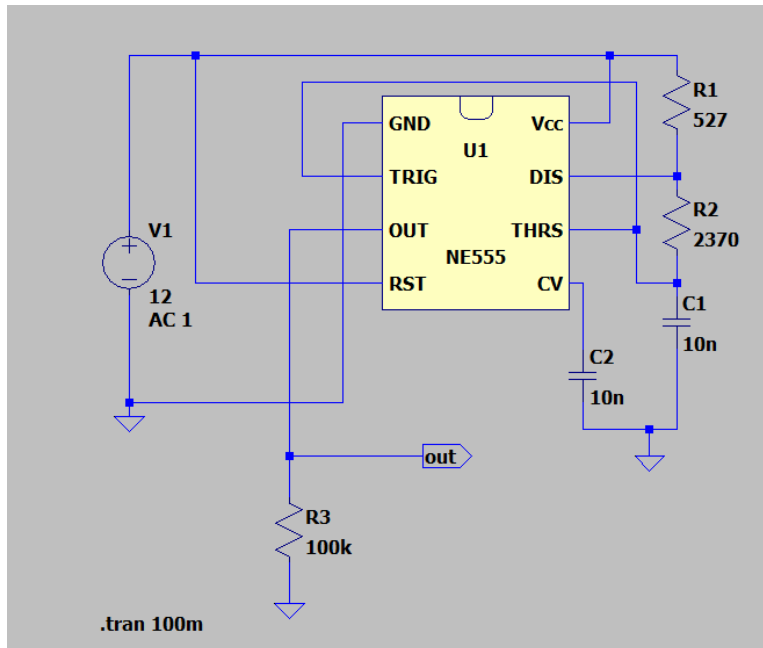 R1
527
GND
Vcc
U1
TRIG
DIS
R2
2370
V1
OUT
THRS
NE555
12
AC 1
RST
CV
C1
10n
C2
10n
out
R3
100k
.tran 100m